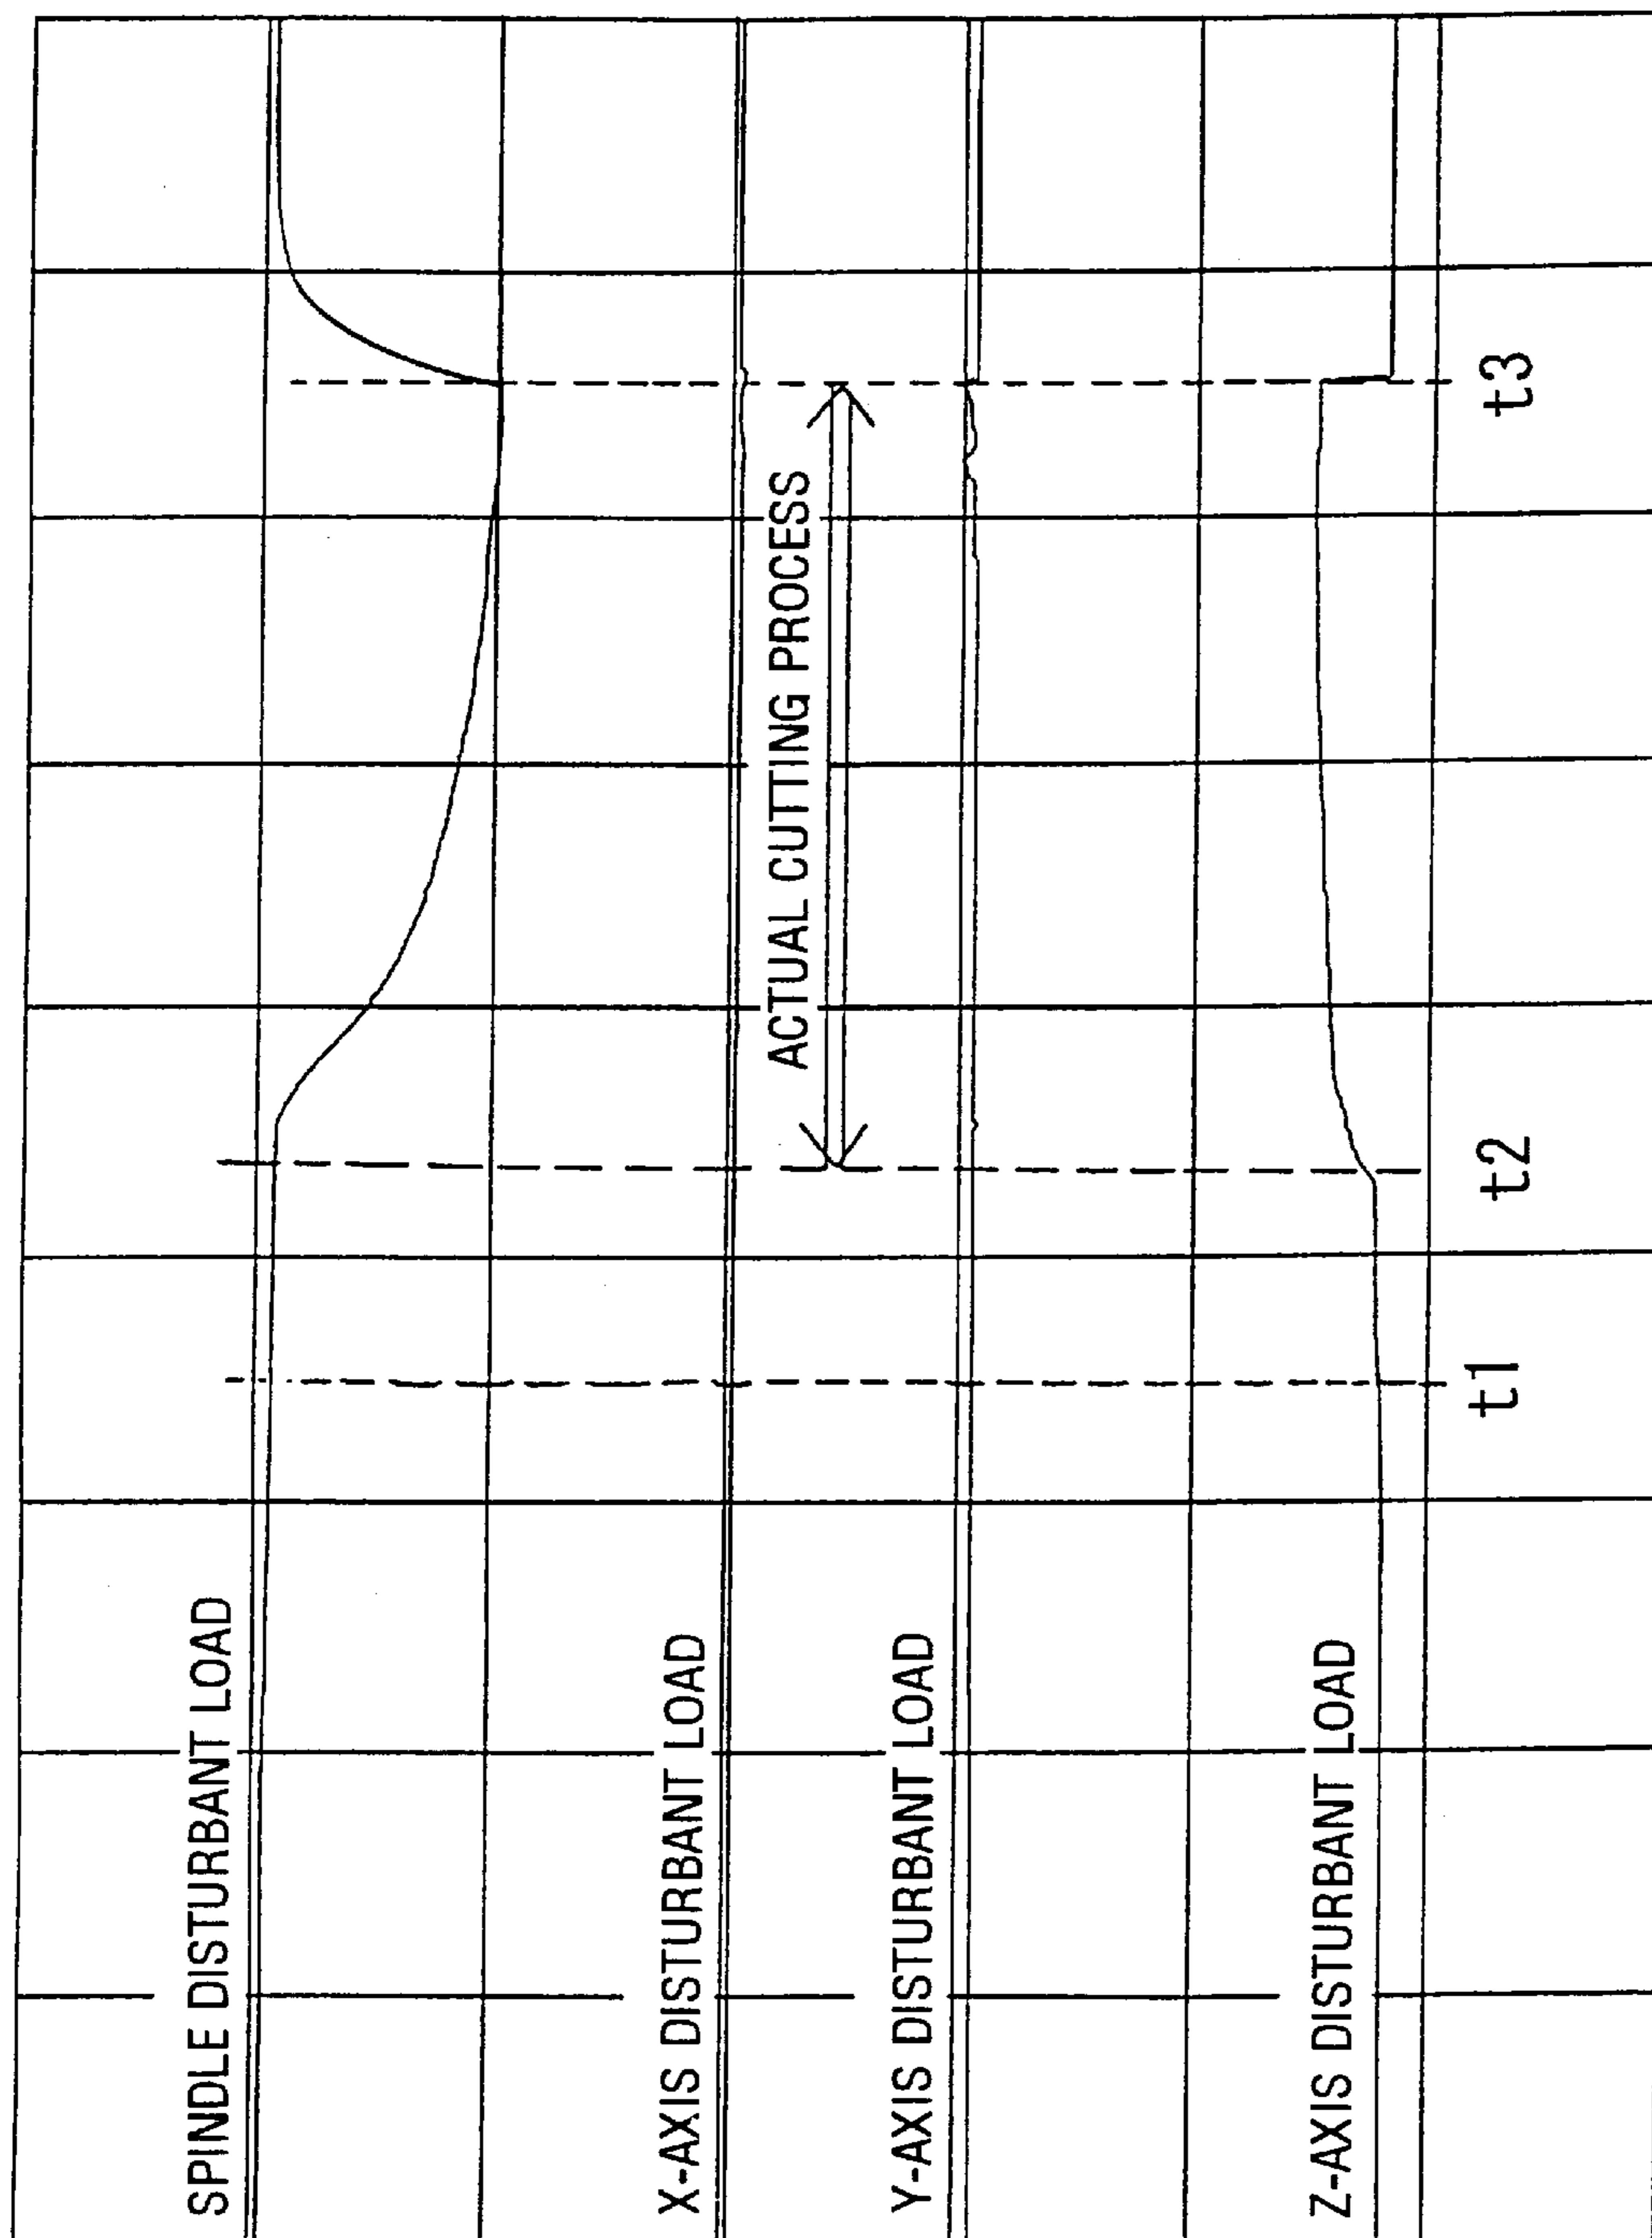 SPINDLE DISTURBANT LOAD
X-AXIS DISTURBANT LOAD
ACTUAL CUTTING PROCESS
Y-AXIS DISTURBANT LOAD
Z-AXIS DISTURBANT LOAD
t1
t2
t3